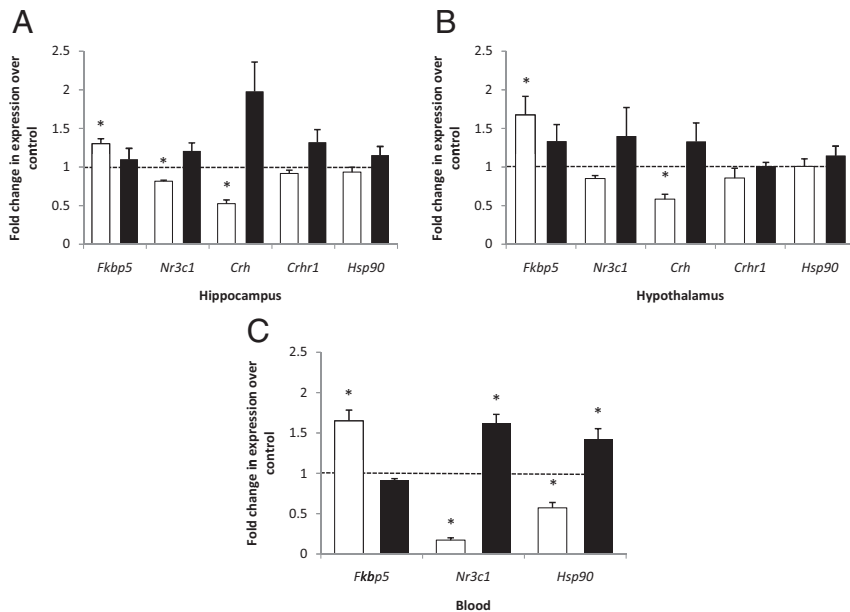 A
Fold change in expression over
control
2.5
2
1.5
1
0.5
0
*
*
*
Fkbp5 Nr3c1 Crh Crhr1 Hsp90
Hippocampus
B
Fold change in expression over
control
2.5
2
1.5
1
0.5
0
*
*
Fkbp5 Nr3c1 Crh Crhr1 Hsp90
Hypothalamus
C
Fold change in expression over
control
2.5
2
1.5
1
0.5
0
*
*
*
*
*
Fkbp5 Nr3c1 Hsp90
Blood